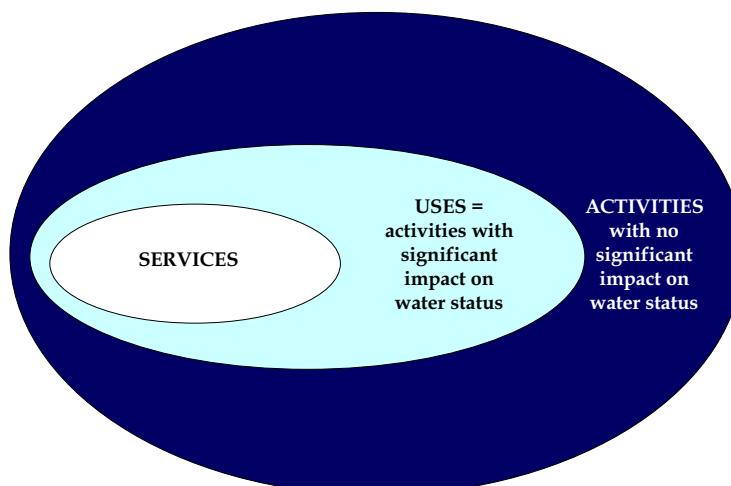 SERVICES
USES =
activities with
significant
impact on
water status
ACTIVITIES
with no
significant
impact on
water status